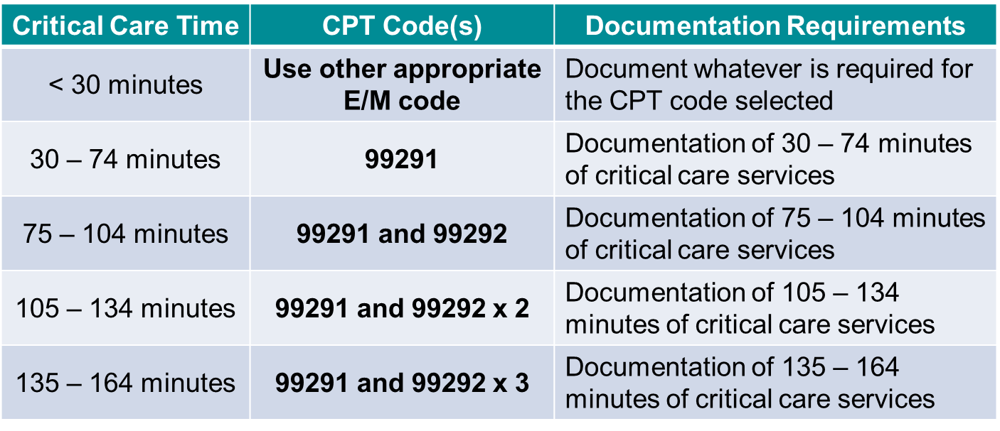 Critical Care Time CPT Code(s) Documentation Requirements
< 30 minutes
Use other appropriate
E/M code
Document whatever is required for
the CPT code selected
30 – 74 minutes
99291
Documentation of 30 – 74 minutes
of critical care services
75 – 104 minutes
99291 and 99292
Documentation of 75 – 104 minutes
of critical care services
105 – 134 minutes
99291 and 99292 x 2
Documentation of 105 – 134
minutes of critical care services
135 – 164 minutes
99291 and 99292 x 3
Documentation of 135 – 164
minutes of critical care services